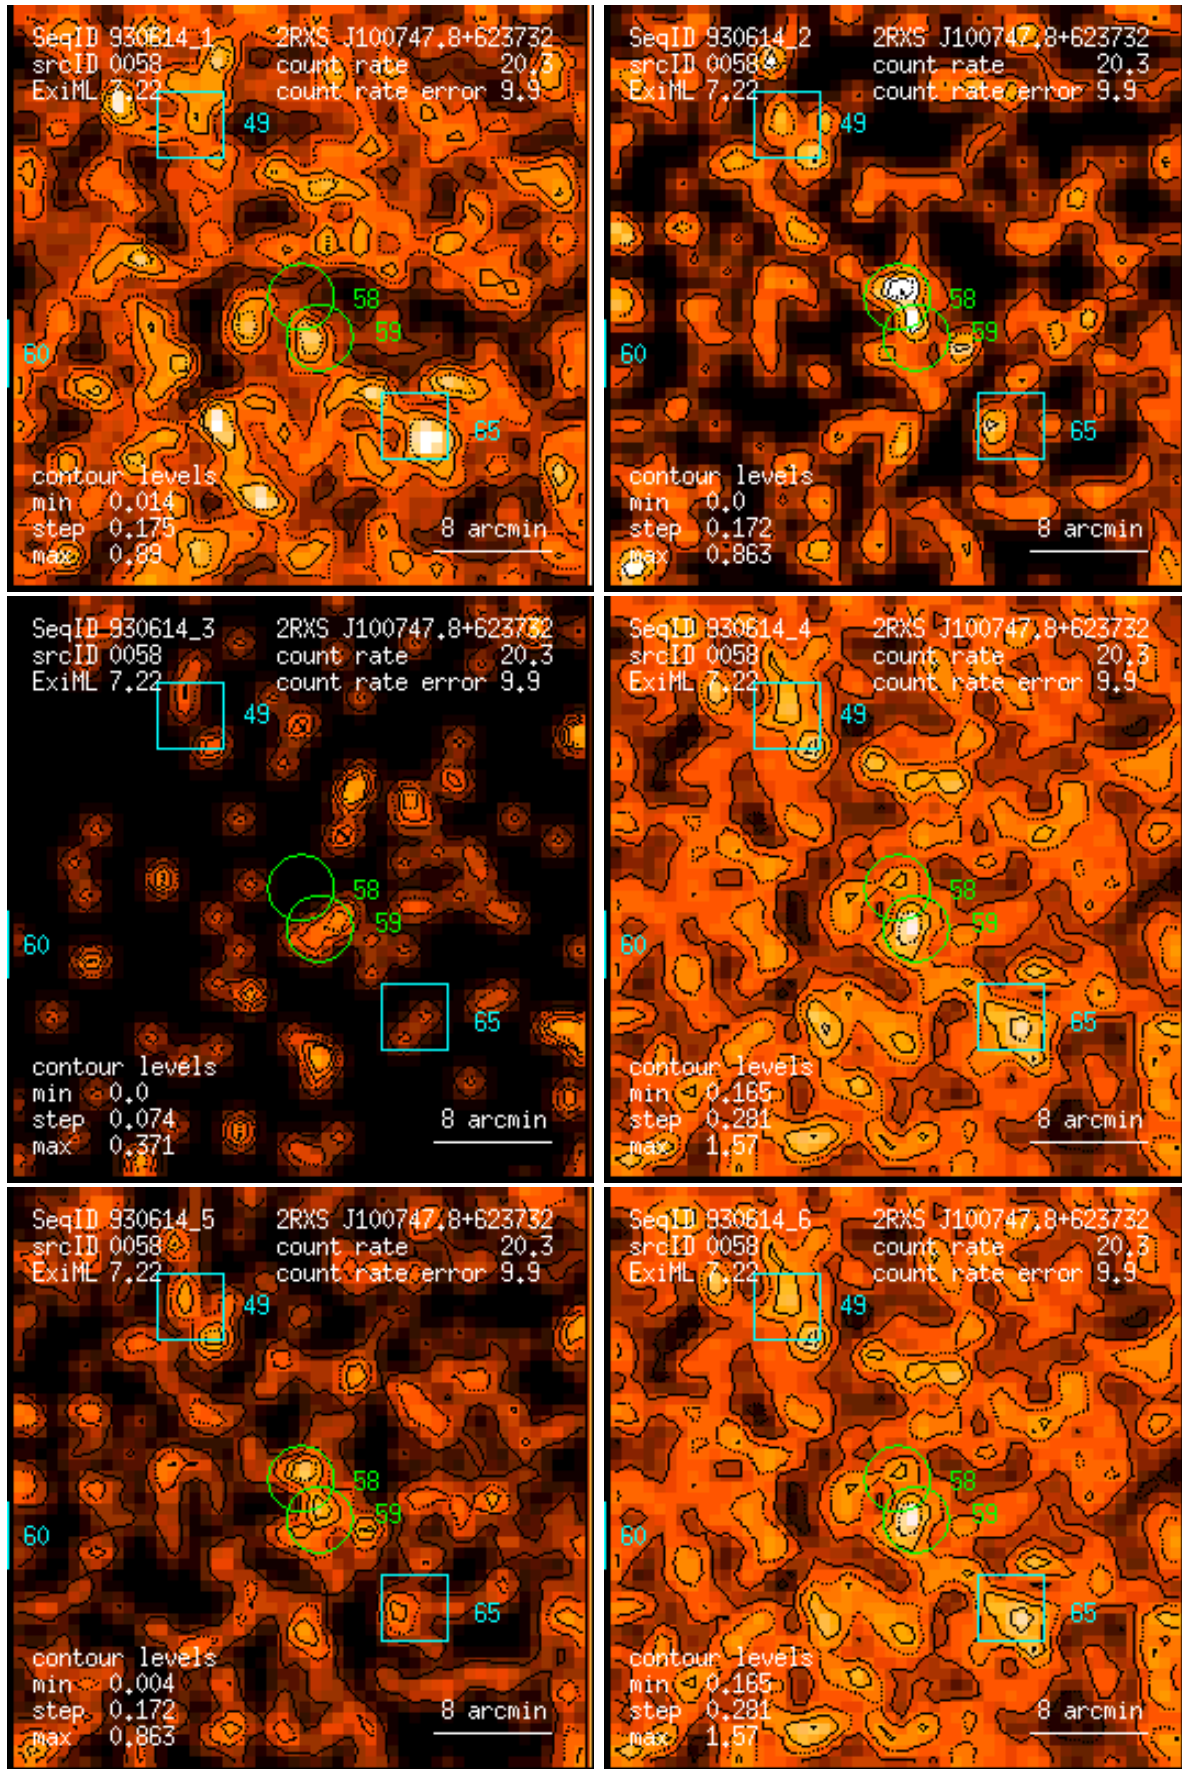 SeqID 930614_1 2RXS J100747.8+623732
srcID 0058 count rate 20.3
ExiML 7.22 count rate error 9.9
49
58
59
60
65
contour levels
min 0.014
step 0.175
max 0.89
8 arcmin
SeqID 930614_2 2RXS J100747.8+623732
srcID 0058 count rate 20.3
ExiML 7.22 count rate error 9.9
49
58
59
60
65
contour levels
min 0.0
step 0.172
max 0.863
8 arcmin
SeqID 930614_3 2RXS J100747.8+623732
srcID 0058 count rate 20.3
ExiML 7.22 count rate error 9.9
49
58
59
60
65
contour levels
min 0.0
step 0.074
max 0.371
8 arcmin
SeqID 930614_4 2RXS J100747.8+623732
srcID 0058 count rate 20.3
ExiML 7.22 count rate error 9.9
49
58
59
60
65
contour levels
min 0.165
step 0.281
max 1.57
8 arcmin
SeqID 930614_5 2RXS J100747.8+623732
srcID 0058 count rate 20.3
ExiML 7.22 count rate error 9.9
49
58
59
60
65
contour levels
min 0.004
step 0.172
max 0.863
8 arcmin
SeqID 930614_6 2RXS J100747.8+623732
srcID 0058 count rate 20.3
ExiML 7.22 count rate error 9.9
49
58
59
60
65
contour levels
min 0.165
step 0.281
max 1.57
8 arcmin